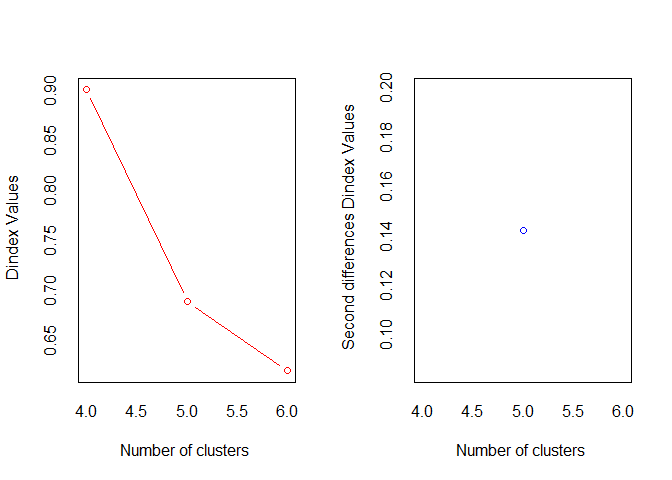 Dindex Values
0.90
0.85
0.80
0.75
0.70
0.65
4.0 4.5 5.0 5.5 6.0
Number of clusters
Second differences Dindex Values
0.20
0.18
0.16
0.14
0.12
0.10
4.0 4.5 5.0 5.5 6.0
Number of clusters